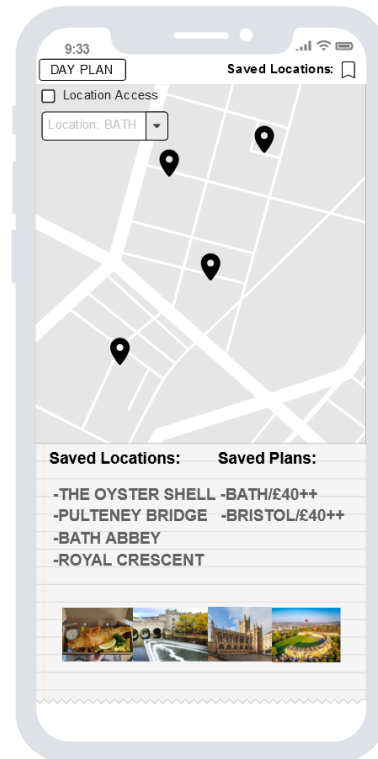 9:33
DAY PLAN
Saved Locations:
Location Access
Location: BATH
Saved Locations:
Saved Plans:
-THE OYSTER SHELL -BATH/£40++
-PULTENEY BRIDGE -BRISTOL/£40++
-BATH ABBEY
-ROYAL CRESCENT